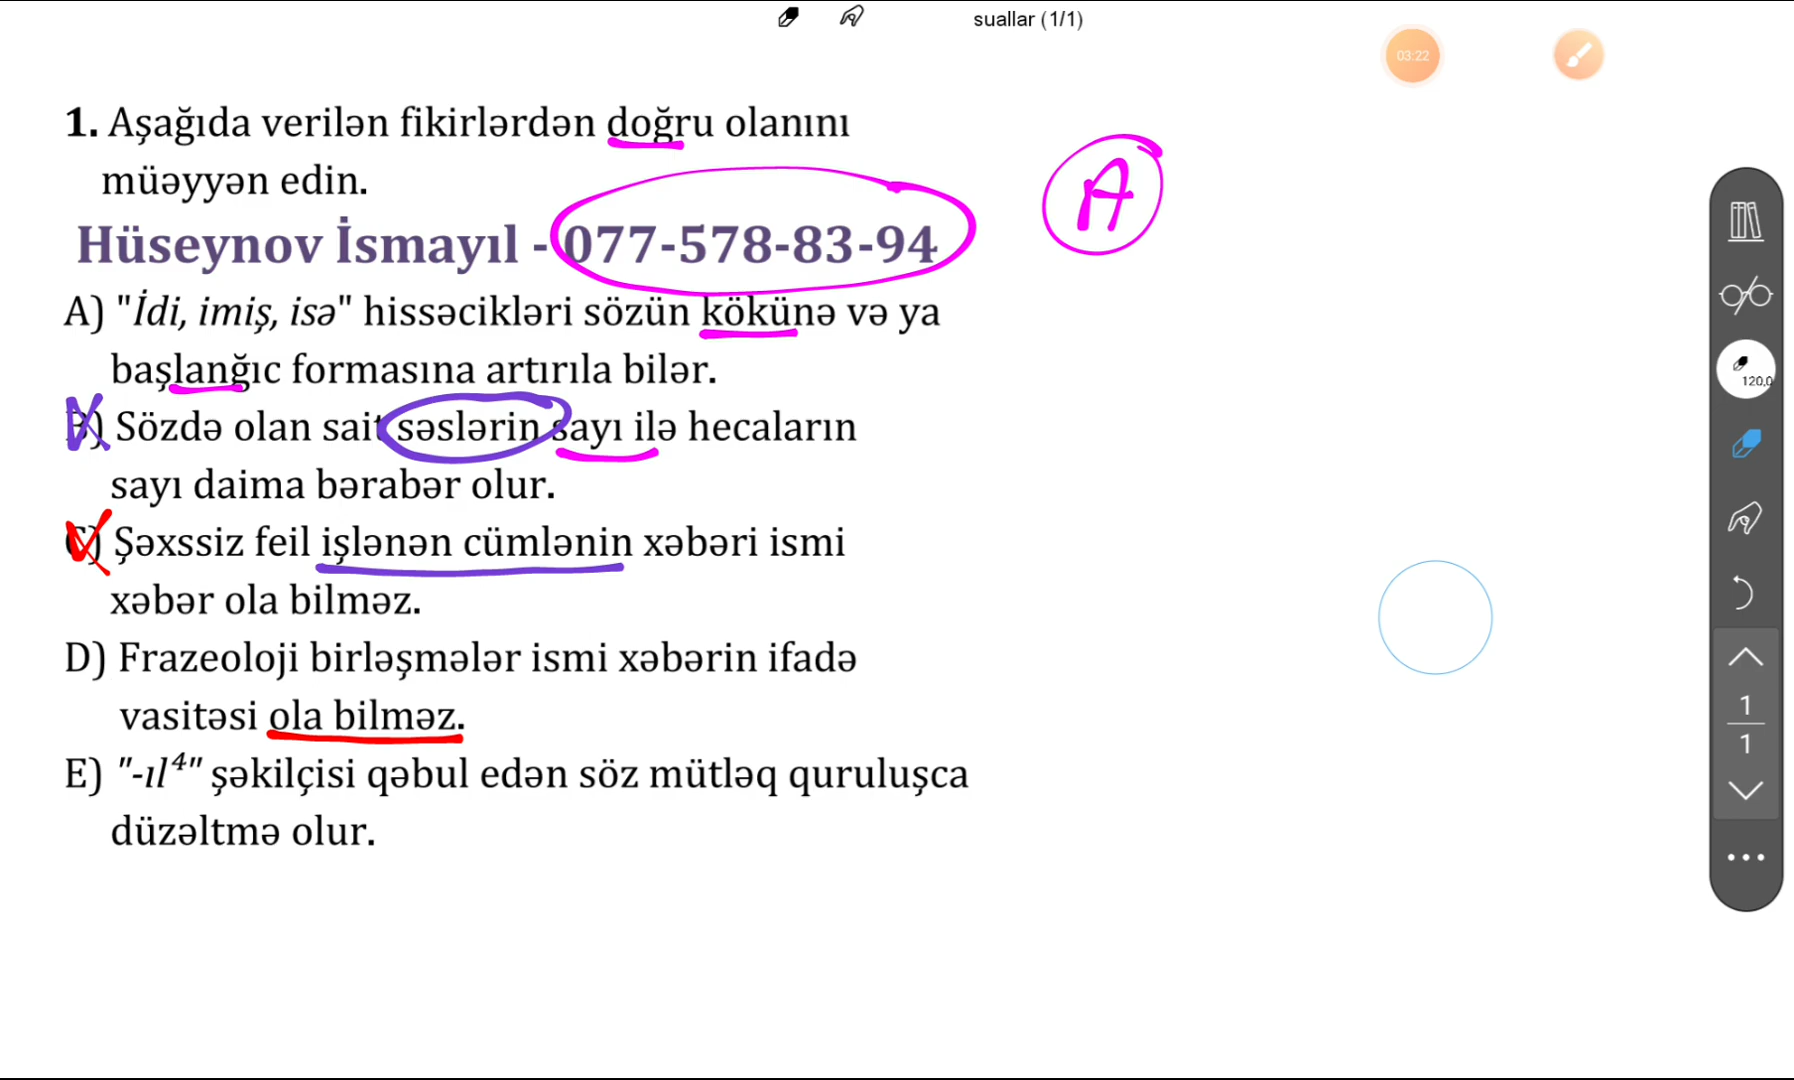 suallar (1/1)
03:22
1. Aşağıda verilən fikirlərdən doğru olanını
müəyyən edin.
A
Hüseynov İsmayıl - 077-578-83-94
A) "İdi, imiş, isə" hissəcikləri sözün kökünə və ya
başlanğıc formasına artırıla bilər.
B) Sözdə olan sait səslərin sayı ilə hecaların
sayı daima bərabər olur.
C) Şəxssiz feil işlənən cümlənin xəbəri ismi
xəbər ola bilməz.
D) Frazeoloji birləşmələr ismi xəbərin ifadə
vasitəsi ola bilməz.
E) "-ıl⁴" şəkilçisi qəbul edən söz mütləq quruluşca
düzəltmə olur.
120,0
1
1